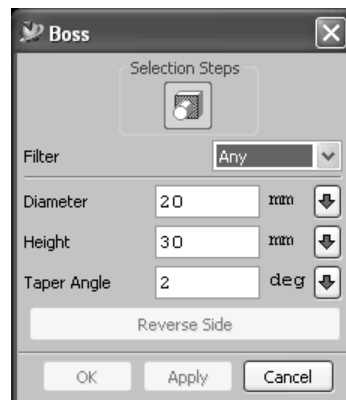 Boss
Selection Steps
Filter Any
Diameter 20 mm
Height 30 mm
Taper Angle 2 deg
Reverse Side
OK Apply Cancel